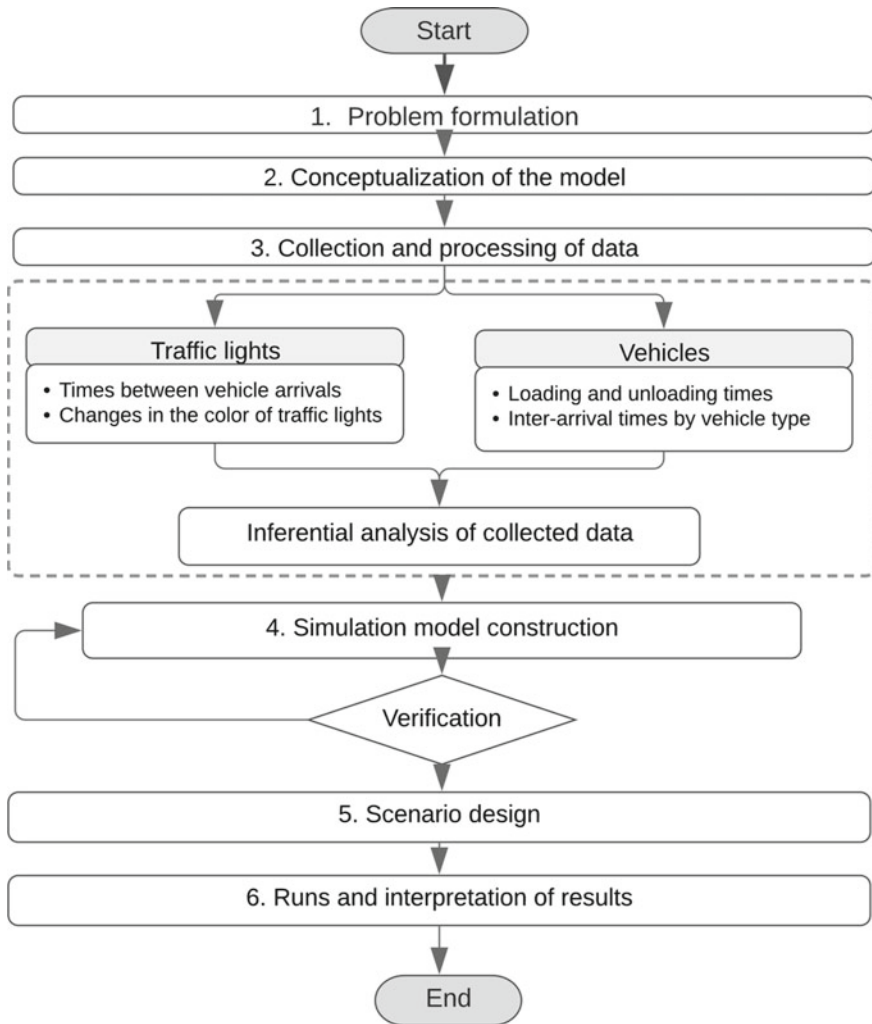 Start
1. Problem formulation
2. Conceptualization of the model
3. Collection and processing of data
Traffic lights
• Times between vehicle arrivals
• Changes in the color of traffic lights
Vehicles
• Loading and unloading times
• Inter-arrival times by vehicle type
Inferential analysis of collected data
4. Simulation model construction
Verification
5. Scenario design
6. Runs and interpretation of results
End